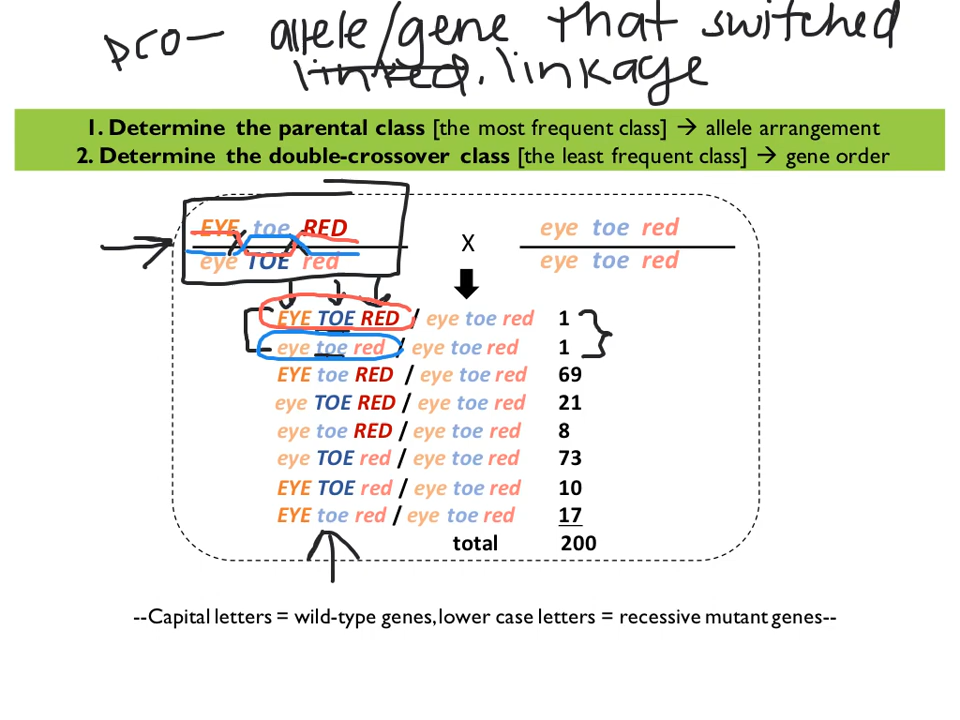 DCO— allele/gene that switched
linked. linkage
1. Determine the parental class [the most frequent class] → allele arrangement
2. Determine the double-crossover class [the least frequent class] → gene order
EYE toe RED
eye TOE red
X
eye toe red
eye toe red
EYE TOE RED / eye toe red 1
eye toe red / eye toe red 1
EYE toe RED / eye toe red 69
eye TOE RED / eye toe red 21
eye toe RED / eye toe red 8
eye TOE red / eye toe red 73
EYE TOE red / eye toe red 10
EYE toe red / eye toe red 17
total 200
--Capital letters = wild-type genes, lower case letters = recessive mutant genes--